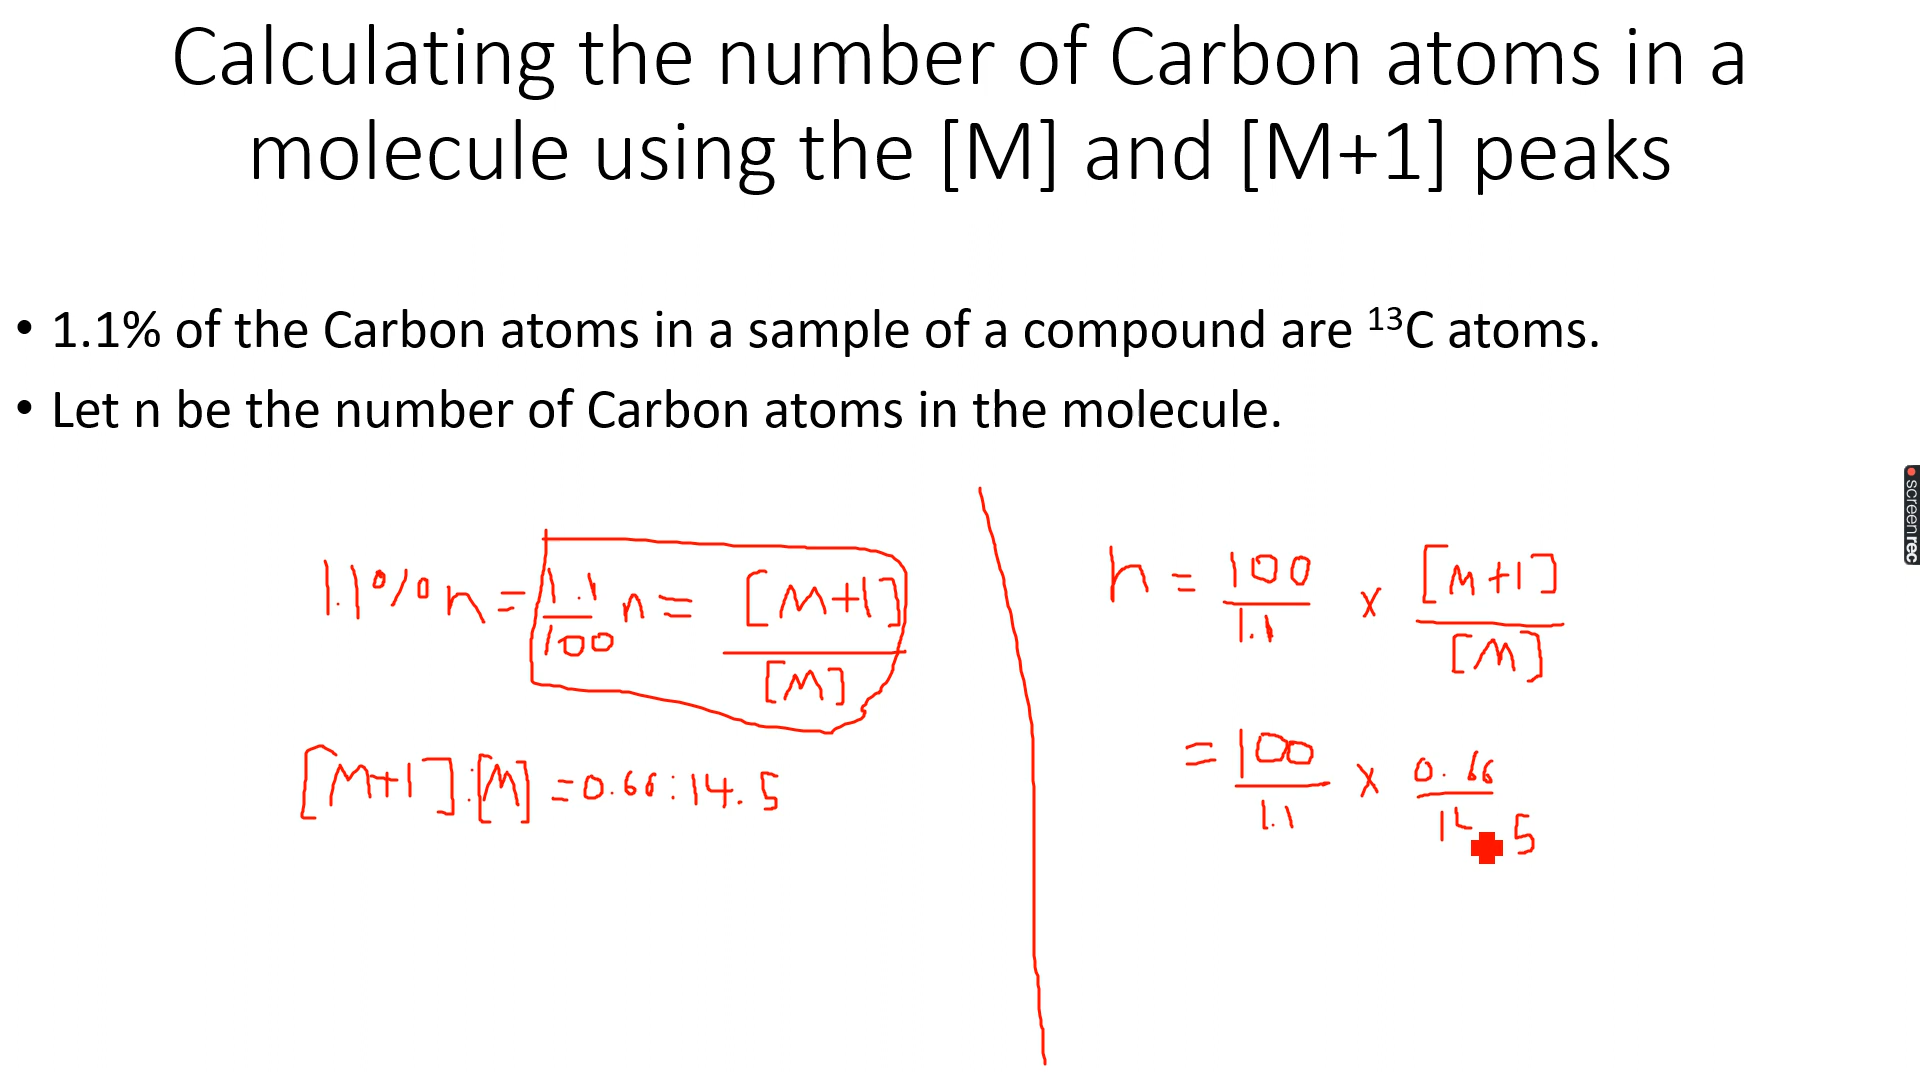 Calculating the number of Carbon atoms in a
molecule using the [M] and [M+1] peaks
• 1.1% of the Carbon atoms in a sample of a compound are ¹³C atoms.
• Let n be the number of Carbon atoms in the molecule.
1.1% n = 1.1/100 n = [M+1]/[M]
[M+1]:[M] = 0.66:14.5
n = 100/1.1 x [M+1]/[M]
= 100/1.1 x 0.66/14.5
screenrec